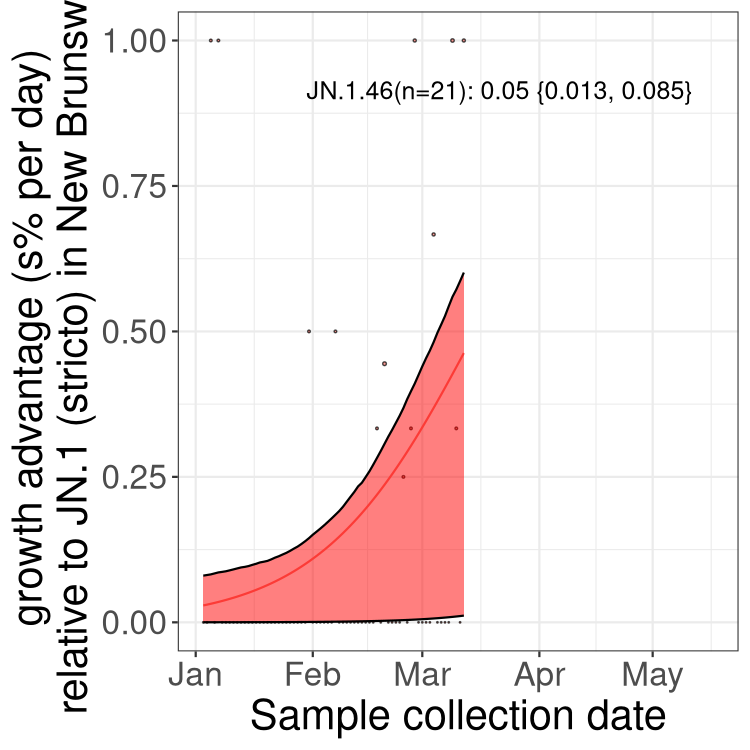 growth advantage (s% per day)
relative to JN.1 (stricto) in New Brunsw
1.00
0.75
0.50
0.25
0.00
JN.1.46(n=21): 0.05 {0.013, 0.085}
Jan Feb Mar Apr May
Sample collection date